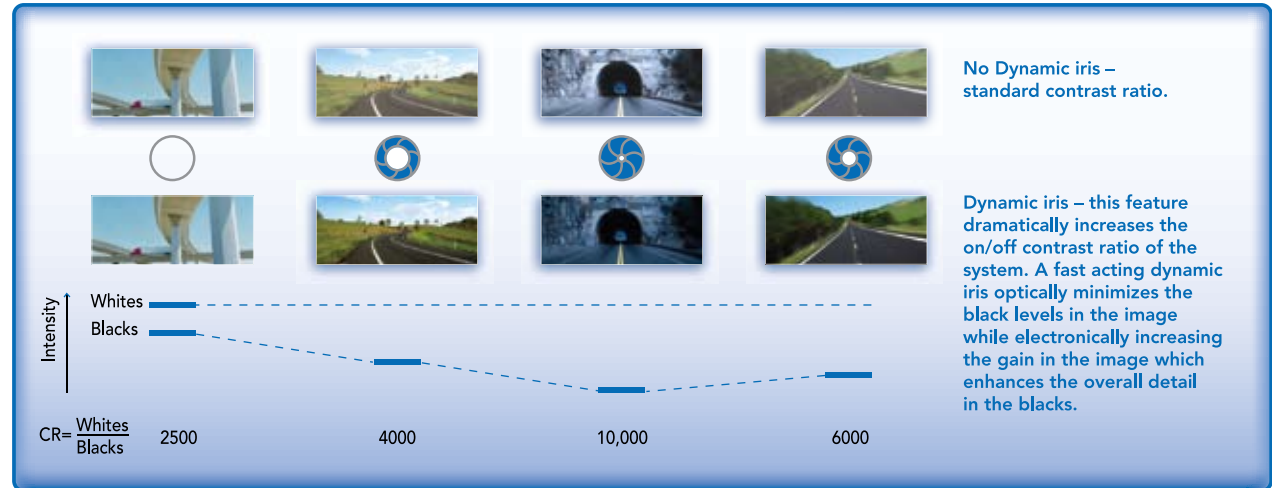 No Dynamic iris –
standard contrast ratio.
Dynamic iris – this feature
dramatically increases the
on/off contrast ratio of the
system. A fast acting dynamic
iris optically minimizes the
black levels in the image
while electronically increasing
the gain in the image which
enhances the overall detail
in the blacks.
Intensity
Whites
Blacks
CR= Whites
Blacks
2500 4000 10,000 6000